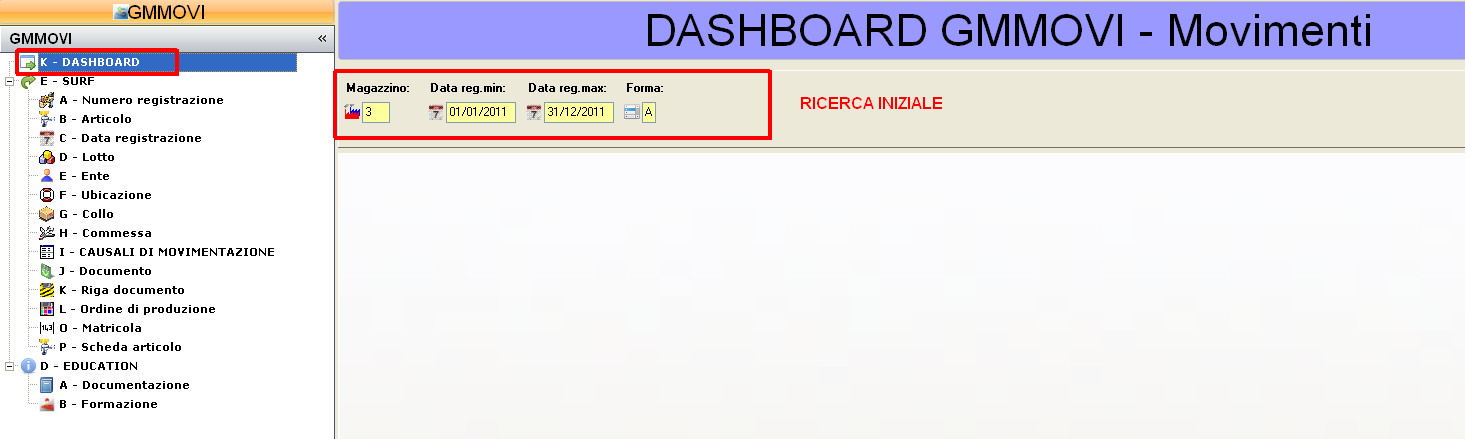 GMMOVI
GMMOVI «
K - DASHBOARD
E - SURF
A - Numero registrazione
B - Articolo
C - Data registrazione
D - Lotto
E - Ente
F - Ubicazione
G - Collo
H - Commessa
I - CAUSALI DI MOVIMENTAZIONE
J - Documento
K - Riga documento
L - Ordine di produzione
O - Matricola
P - Scheda articolo
D - EDUCATION
A - Documentazione
B - Formazione
DASHBOARD GMMOVI - Movimenti
Magazzino: Data reg.min: Data reg.max: Forma:
3 7 01/01/2011 7 31/12/2011 A
RICERCA INIZIALE